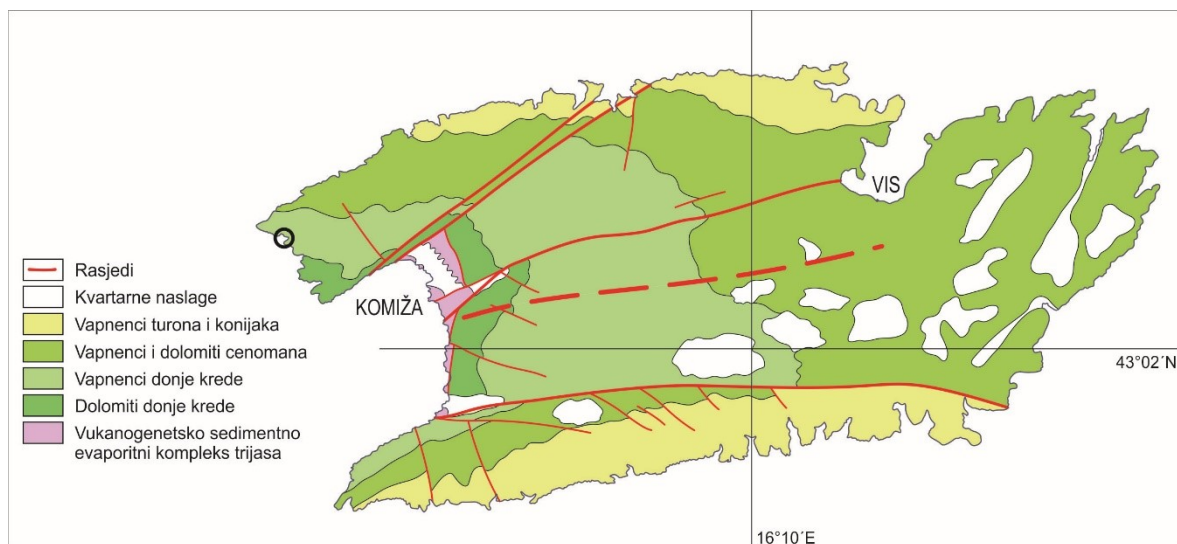 VIS
KOMIŽA
43°02´N
16°10´E
Rasjedi
Kvartarne naslage
Vapnenci turona i konijaka
Vapnenci i dolomiti cenomana
Vapnenci donje krede
Dolomiti donje krede
Vukanogenetsko sedimentno
evaporitni kompleks trijasa